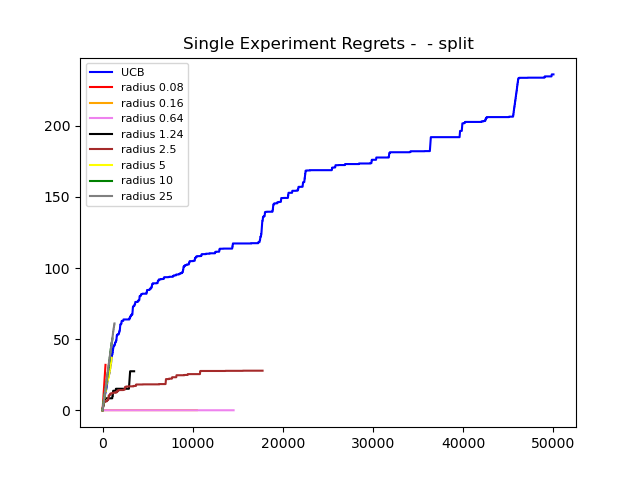 Single Experiment Regrets -  - split
UCB
radius 0.08
radius 0.16
radius 0.64
radius 1.24
radius 2.5
radius 5
radius 10
radius 25
200
150
100
50
0
0 10000 20000 30000 40000 50000